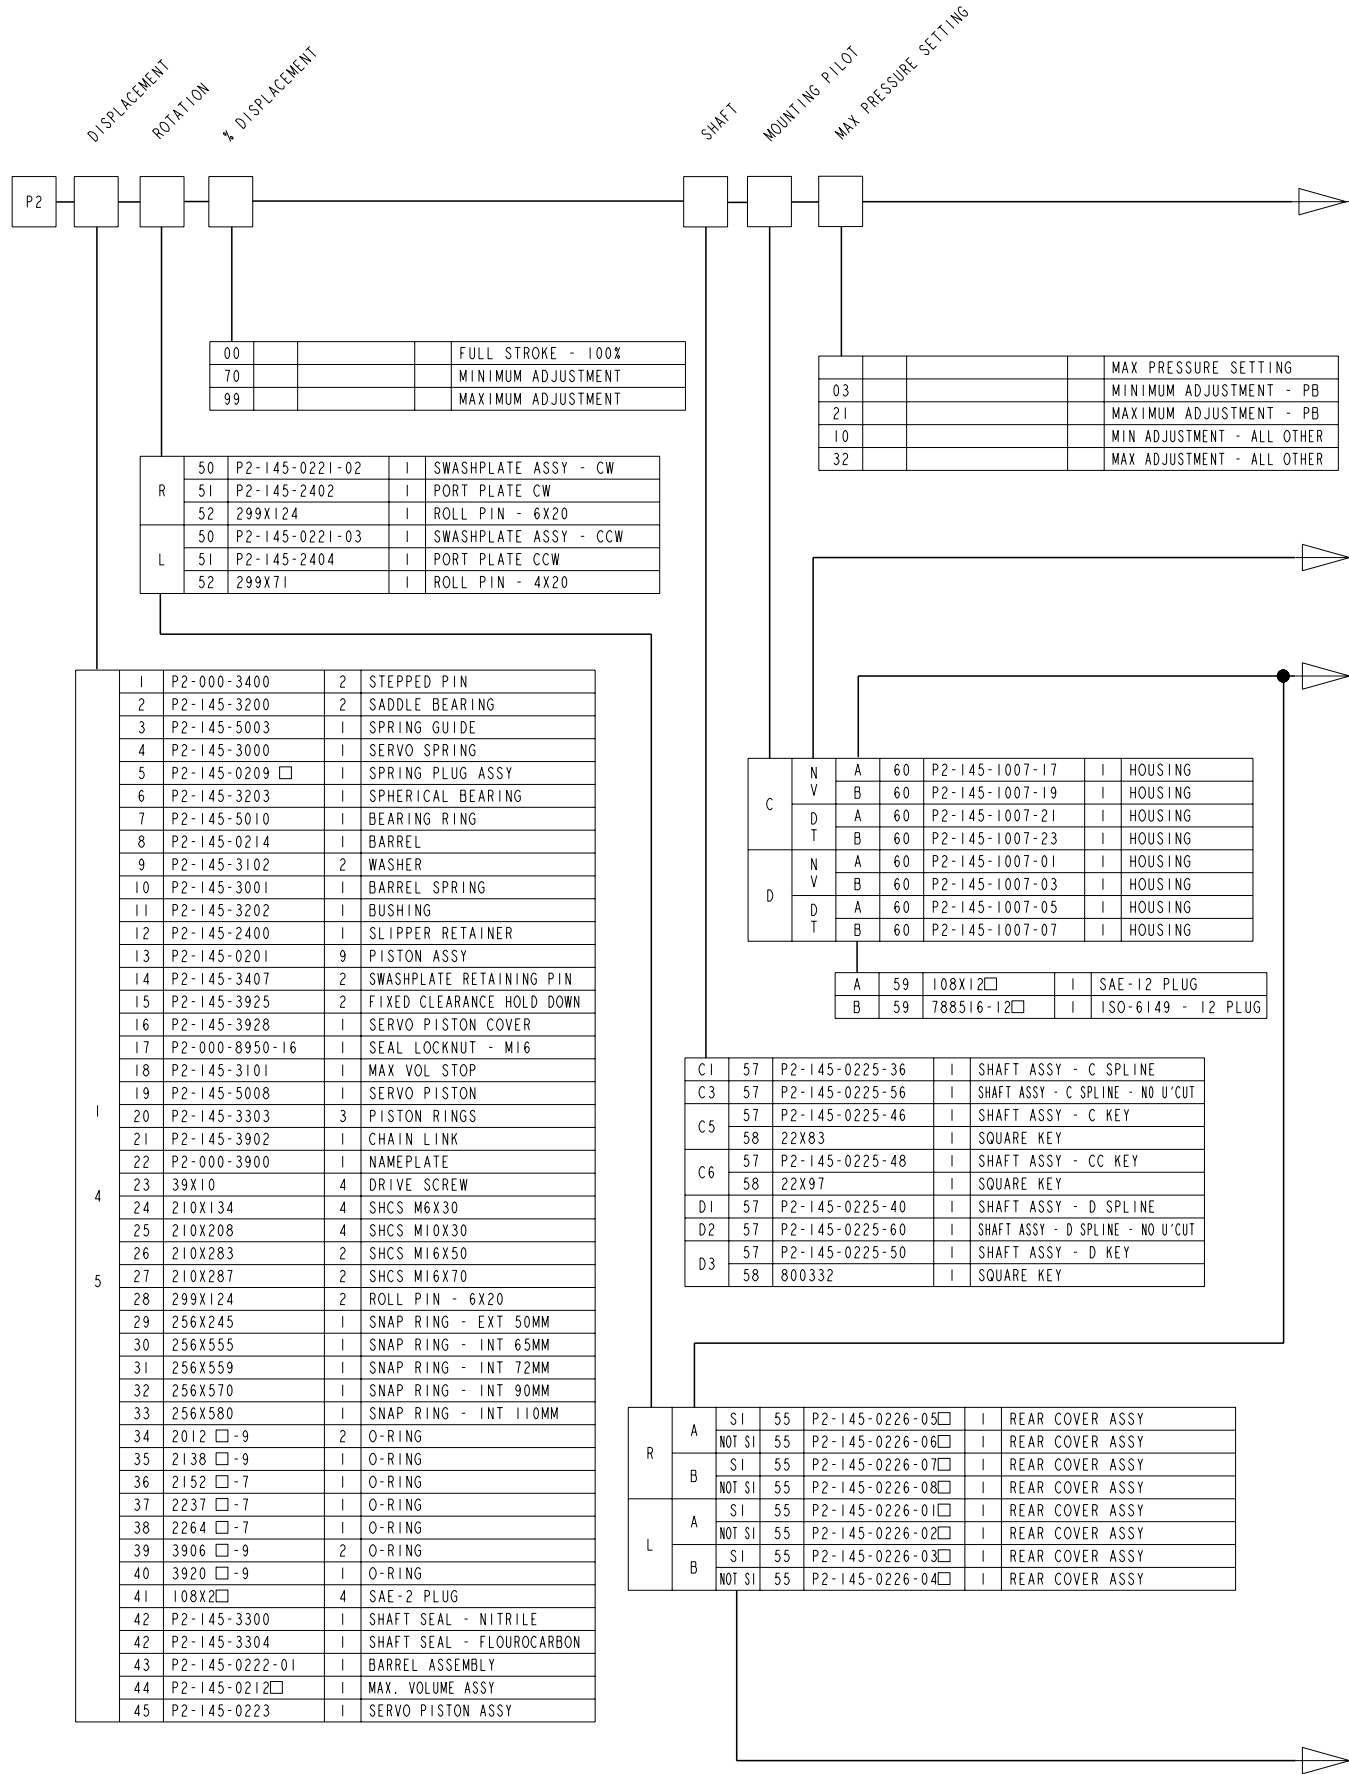 DISPLACEMENT
ROTATION
% DISPLACEMENT
SHAFT
MOUNTING PILOT
MAX PRESSURE SETTING
P2
00 FULL STROKE - 100%
70 MINIMUM ADJUSTMENT
99 MAXIMUM ADJUSTMENT
MAX PRESSURE SETTING
03 MINIMUM ADJUSTMENT - PB
21 MAXIMUM ADJUSTMENT - PB
10 MIN ADJUSTMENT - ALL OTHER
32 MAX ADJUSTMENT - ALL OTHER
R
50 P2-145-0221-02 1 SWASHPLATE ASSY - CW
51 P2-145-2402 1 PORT PLATE CW
52 299X124 1 ROLL PIN - 6X20
L
50 P2-145-0221-03 1 SWASHPLATE ASSY - CCW
51 P2-145-2404 1 PORT PLATE CCW
52 299X71 1 ROLL PIN - 4X20
145
1 P2-000-3400 2 STEPPED PIN
2 P2-145-3200 2 SADDLE BEARING
3 P2-145-5003 1 SPRING GUIDE
4 P2-145-3000 1 SERVO SPRING
5 P2-145-0209 □ 1 SPRING PLUG ASSY
6 P2-145-3203 1 SPHERICAL BEARING
7 P2-145-5010 1 BEARING RING
8 P2-145-0214 1 BARREL
9 P2-145-3102 2 WASHER
10 P2-145-3001 1 BARREL SPRING
11 P2-145-3202 1 BUSHING
12 P2-145-2400 1 SLIPPER RETAINER
13 P2-145-0201 9 PISTON ASSY
14 P2-145-3407 2 SWASHPLATE RETAINING PIN
15 P2-145-3925 2 FIXED CLEARANCE HOLD DOWN
16 P2-145-3928 1 SERVO PISTON COVER
17 P2-000-8950-16 1 SEAL LOCKNUT - M16
18 P2-145-3101 1 MAX VOL STOP
19 P2-145-5008 1 SERVO PISTON
20 P2-145-3303 3 PISTON RINGS
21 P2-145-3902 1 CHAIN LINK
22 P2-000-3900 1 NAMEPLATE
23 39X10 4 DRIVE SCREW
24 210X134 4 SHCS M6X30
25 210X208 4 SHCS M10X30
26 210X283 2 SHCS M16X50
27 210X287 2 SHCS M16X70
28 299X124 2 ROLL PIN - 6X20
29 256X245 1 SNAP RING - EXT 50MM
30 256X555 1 SNAP RING - INT 65MM
31 256X559 1 SNAP RING - INT 72MM
32 256X570 1 SNAP RING - INT 90MM
33 256X580 1 SNAP RING - INT 110MM
34 2012 □-9 2 O-RING
35 2138 □-9 1 O-RING
36 2152 □-7 1 O-RING
37 2237 □-7 1 O-RING
38 2264 □-7 1 O-RING
39 3906 □-9 2 O-RING
40 3920 □-9 1 O-RING
41 108X2□ 4 SAE-2 PLUG
42 P2-145-3300 1 SHAFT SEAL - NITRILE
42 P2-145-3304 1 SHAFT SEAL - FLOUROCARBON
43 P2-145-0222-01 1 BARREL ASSEMBLY
44 P2-145-0212□ 1 MAX. VOLUME ASSY
45 P2-145-0223 1 SERVO PISTON ASSY
C
NV
A 60 P2-145-1007-17 1 HOUSING
B 60 P2-145-1007-19 1 HOUSING
DT
A 60 P2-145-1007-21 1 HOUSING
B 60 P2-145-1007-23 1 HOUSING
D
NV
A 60 P2-145-1007-01 1 HOUSING
B 60 P2-145-1007-03 1 HOUSING
DT
A 60 P2-145-1007-05 1 HOUSING
B 60 P2-145-1007-07 1 HOUSING
A 59 108X12□ 1 SAE-12 PLUG
B 59 788516-12□ 1 ISO-6149 - 12 PLUG
C1 57 P2-145-0225-36 1 SHAFT ASSY - C SPLINE
C3 57 P2-145-0225-56 1 SHAFT ASSY - C SPLINE - NO U'CUT
C5
57 P2-145-0225-46 1 SHAFT ASSY - C KEY
58 22X83 1 SQUARE KEY
C6
57 P2-145-0225-48 1 SHAFT ASSY - CC KEY
58 22X97 1 SQUARE KEY
D1 57 P2-145-0225-40 1 SHAFT ASSY - D SPLINE
D2 57 P2-145-0225-60 1 SHAFT ASSY - D SPLINE - NO U'CUT
D3
57 P2-145-0225-50 1 SHAFT ASSY - D KEY
58 800332 1 SQUARE KEY
R
A
SI 55 P2-145-0226-05□ 1 REAR COVER ASSY
NOT SI 55 P2-145-0226-06□ 1 REAR COVER ASSY
B
SI 55 P2-145-0226-07□ 1 REAR COVER ASSY
NOT SI 55 P2-145-0226-08□ 1 REAR COVER ASSY
L
A
SI 55 P2-145-0226-01□ 1 REAR COVER ASSY
NOT SI 55 P2-145-0226-02□ 1 REAR COVER ASSY
B
SI 55 P2-145-0226-03□ 1 REAR COVER ASSY
NOT SI 55 P2-145-0226-04□ 1 REAR COVER ASSY